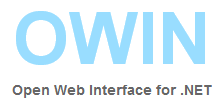 OWIN
Open Web Interface for .NET